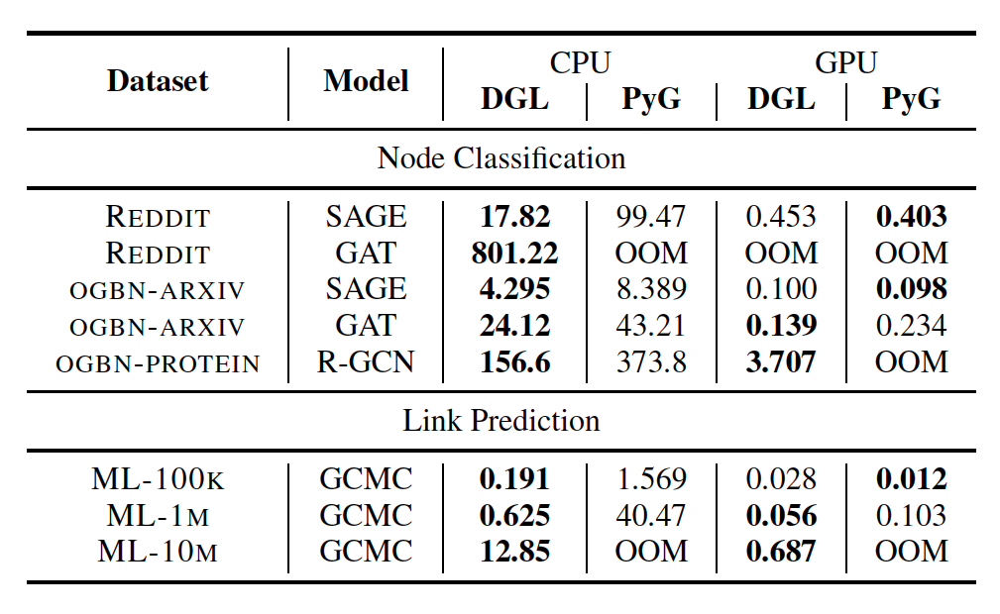 Dataset Model CPU GPU
DGL PyG DGL PyG
Node Classification
REDDIT SAGE 17.82 99.47 0.453 0.403
REDDIT GAT 801.22 OOM OOM OOM
OGBN-ARXIV SAGE 4.295 8.389 0.100 0.098
OGBN-ARXIV GAT 24.12 43.21 0.139 0.234
OGBN-PROTEIN R-GCN 156.6 373.8 3.707 OOM
Link Prediction
ML-100K GCMC 0.191 1.569 0.028 0.012
ML-1M GCMC 0.625 40.47 0.056 0.103
ML-10M GCMC 12.85 OOM 0.687 OOM